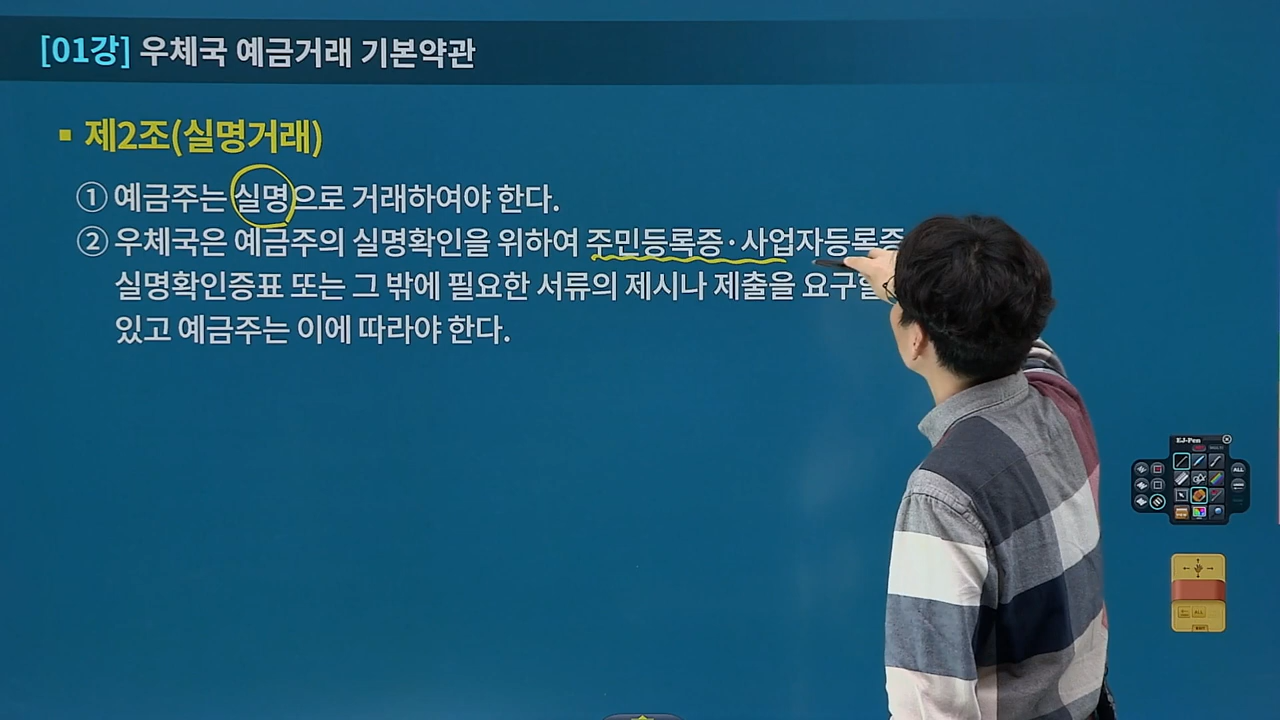 [01강] 우체국 예금거래 기본약관
▪ 제2조(실명거래)
① 예금주는 실명으로 거래하여야 한다.
② 우체국은 예금주의 실명확인을 위하여 주민등록증·사업자등록증
실명확인증표 또는 그 밖에 필요한 서류의 제시나 제출을 요구할
있고 예금주는 이에 따라야 한다.
EJ-Pen
ALL
ALL